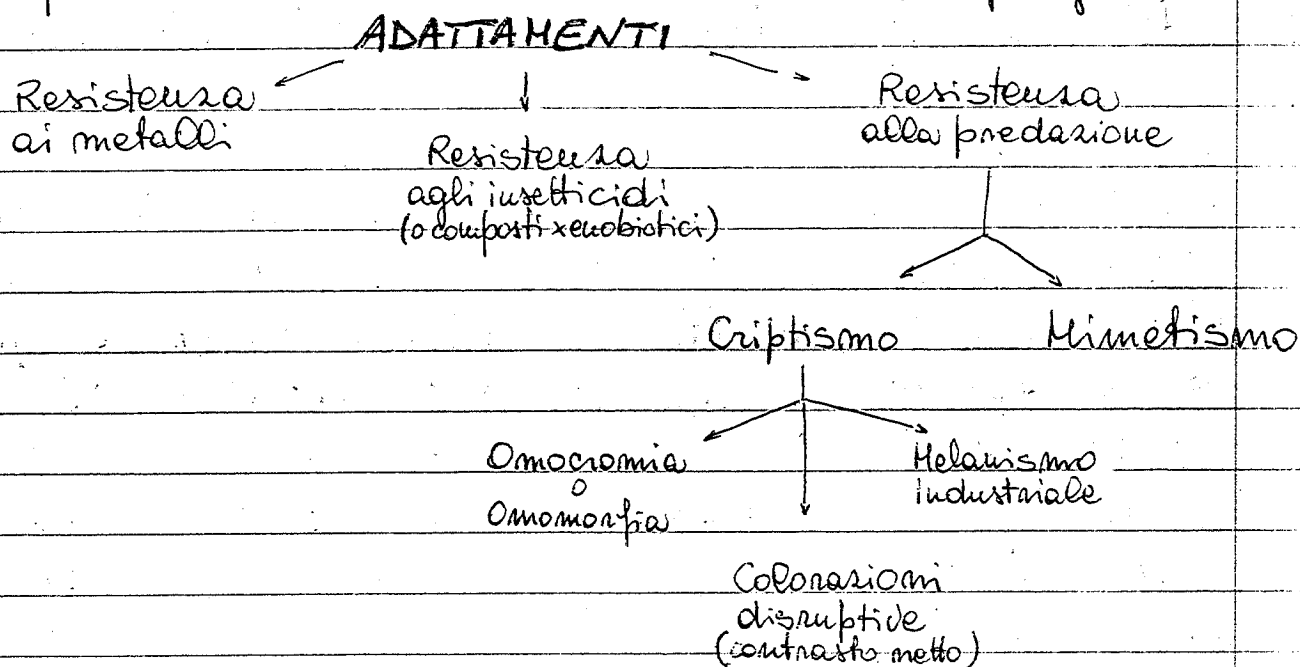 ADATTAMENTI
Resistenza
ai metalli
Resistenza
agli insetticidi
(o composti xenobiotici)
Resistenza
alla predazione
Criptismo
Mimetismo
Omocromia
o
Omomorfia
Melanismo
industriale
Colorazioni
disruptive
(contrasto netto)